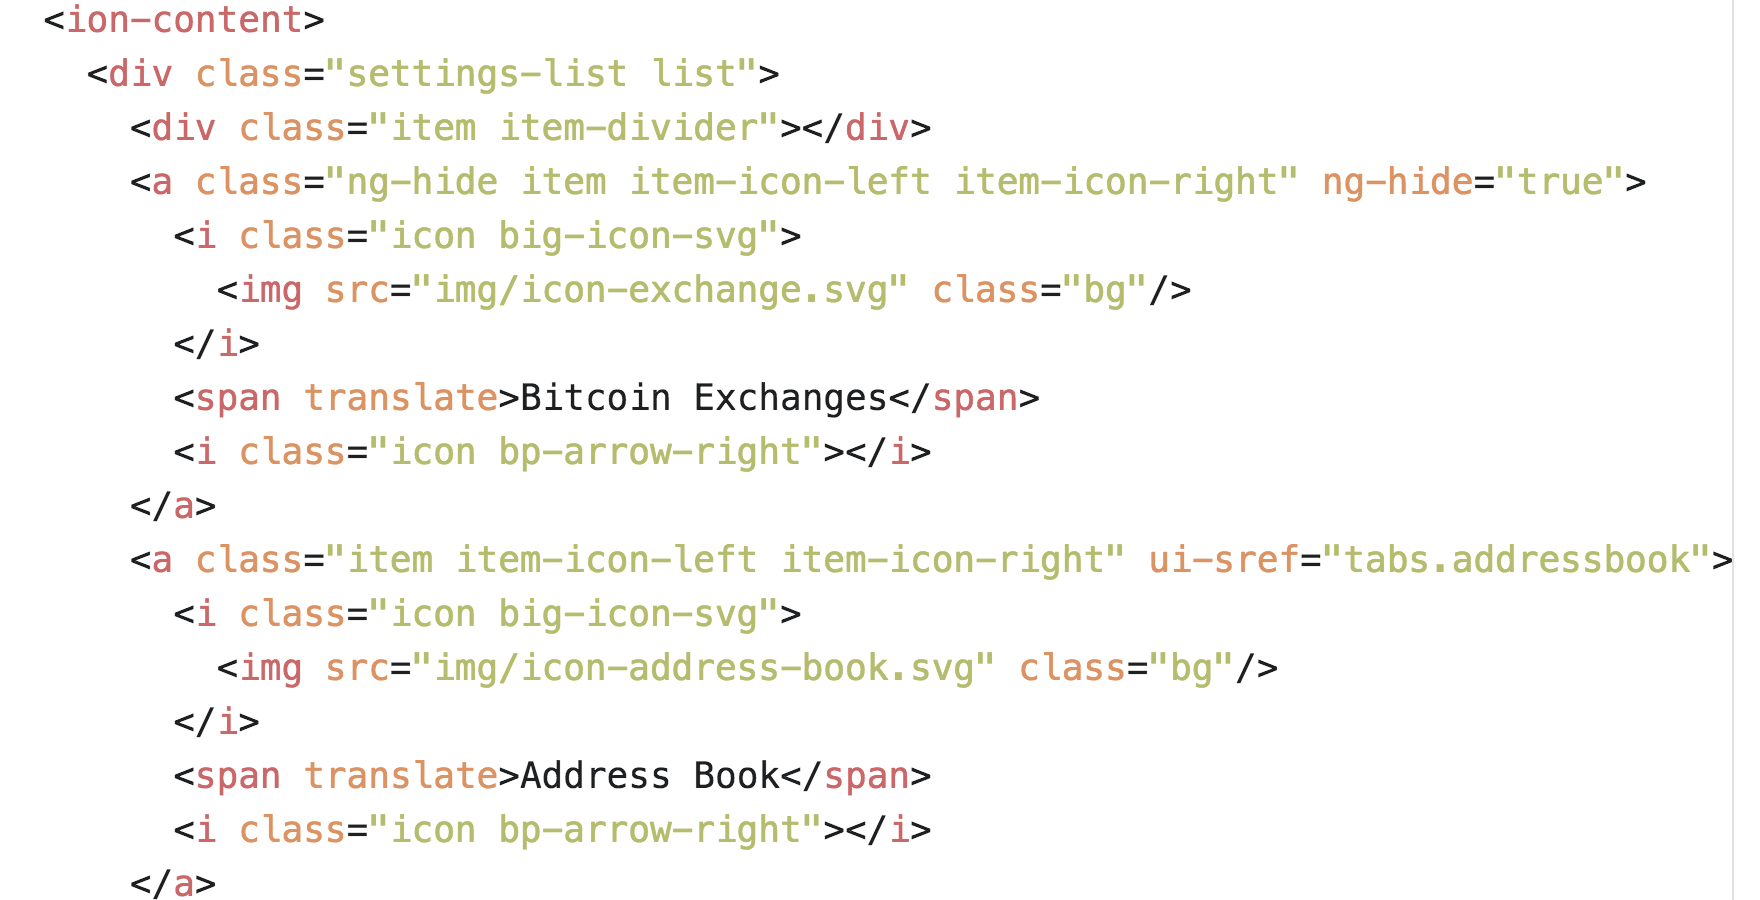 <ion-content>
<div class="settings-list list">
<div class="item item-divider"></div>
<a class="ng-hide item item-icon-left item-icon-right" ng-hide="true">
<i class="icon big-icon-svg">
<img src="img/icon-exchange.svg" class="bg"/>
</i>
<span translate>Bitcoin Exchanges</span>
<i class="icon bp-arrow-right"></i>
</a>
<a class="item item-icon-left item-icon-right" ui-sref="tabs.addressbook">
<i class="icon big-icon-svg">
<img src="img/icon-address-book.svg" class="bg"/>
</i>
<span translate>Address Book</span>
<i class="icon bp-arrow-right"></i>
</a>